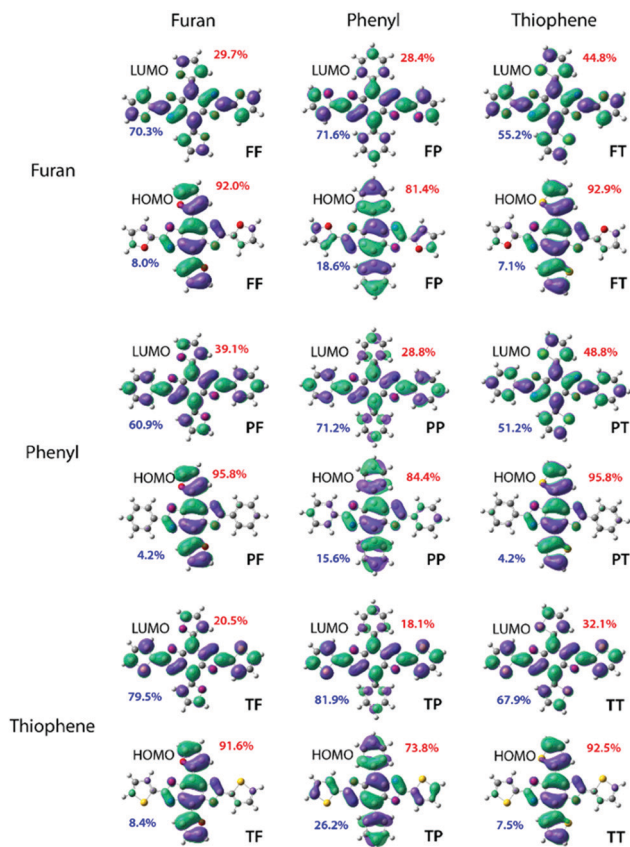 Furan Phenyl Thiophene
29.7% 28.4% 44.8%
LUMO LUMO LUMO
70.3% 71.6% 55.2%
FF FP FT
Furan
HOMO 92.0% HOMO 81.4% HOMO 92.9%
8.0% 18.6% 7.1%
FF FP FT
LUMO 39.1% LUMO 28.8% LUMO 48.8%
60.9% 71.2% 51.2%
PF PP PT
Phenyl
HOMO 95.8% HOMO 84.4% HOMO 95.8%
4.2% 15.6% 4.2%
PF PP PT
20.5% 18.1% 32.1%
LUMO LUMO LUMO
79.5% 81.9% 67.9%
TF TP TT
Thiophene
HOMO 91.6% HOMO 73.8% HOMO 92.5%
8.4% 26.2% 7.5%
TF TP TT